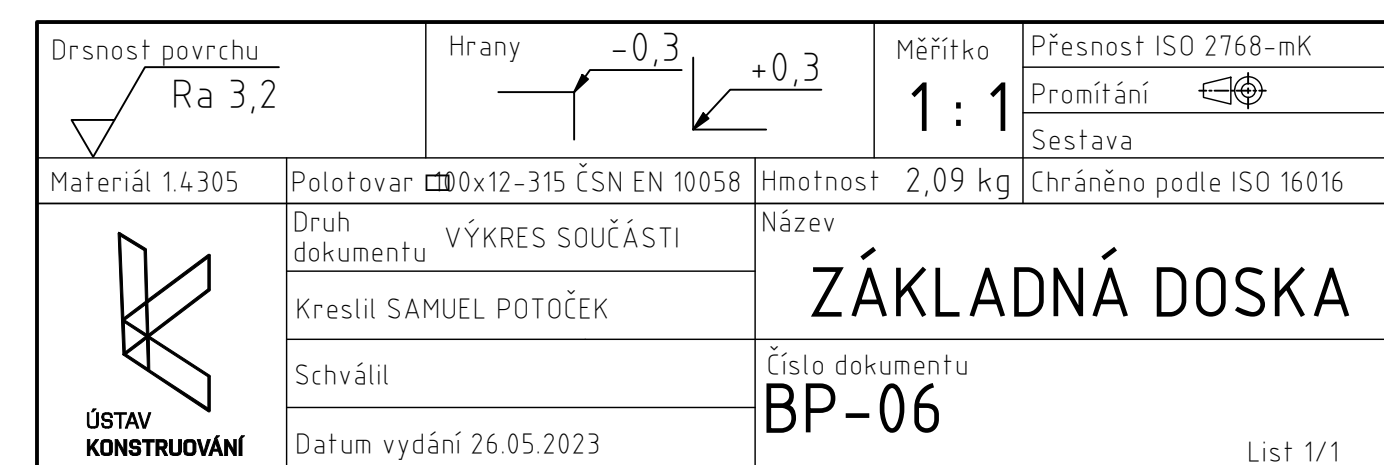 Drsnost povrchu
Ra 3,2
Hrany
-0,3
+0,3
Měřítko
1 : 1
Přesnost ISO 2768-mK
Promítání
Sestava
Materiál 1.4305
Polotovar 100x12-315 ČSN EN 10058
Hmotnost 2,09 kg
Chráněno podle ISO 16016
ÚSTAV
KONSTRUOVÁNÍ
Druh
dokumentu VÝKRES SOUČÁSTI
Kreslil SAMUEL POTOČEK
Schválil
Datum vydání 26.05.2023
Název
ZÁKLADNÁ DOSKA
Číslo dokumentu
BP-06
List 1/1